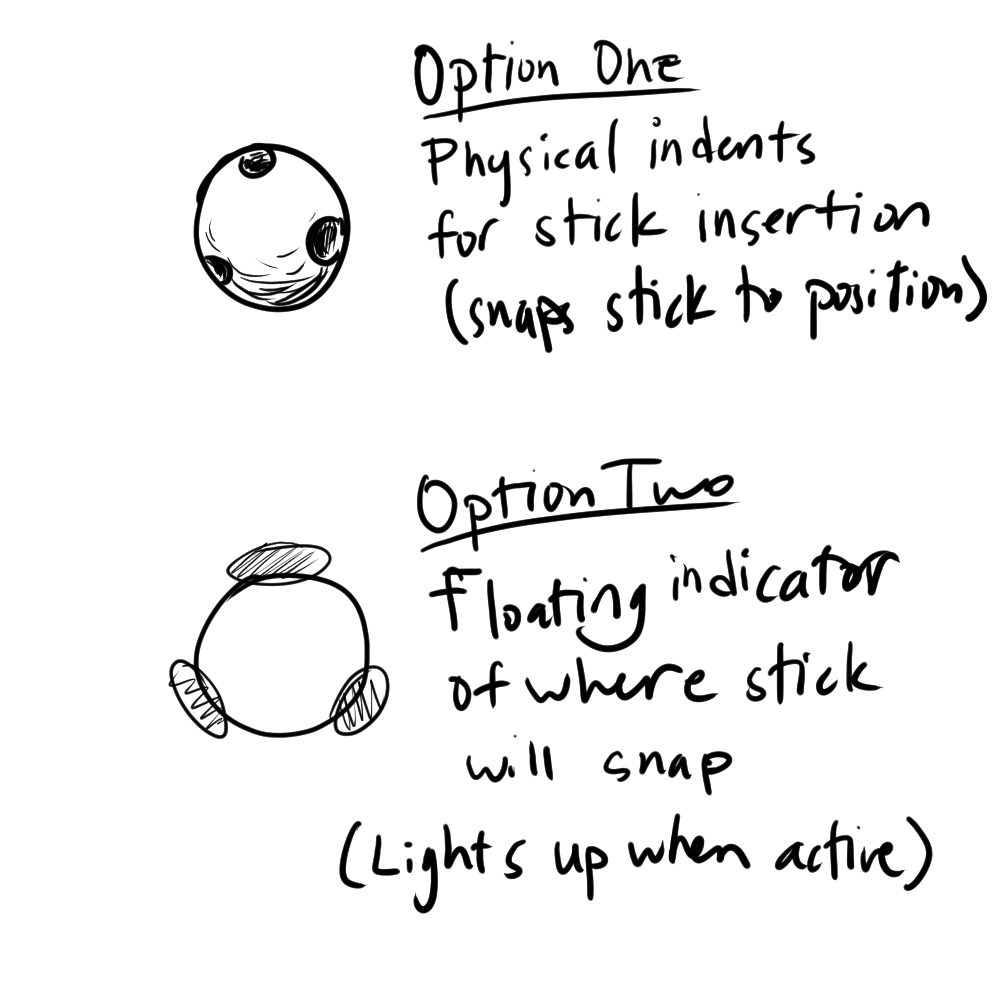 Option One
Physical indents
for stick insertion
(snaps stick to position)
Option Two
Floating indicator
of where stick
will snap
(Lights up when active)